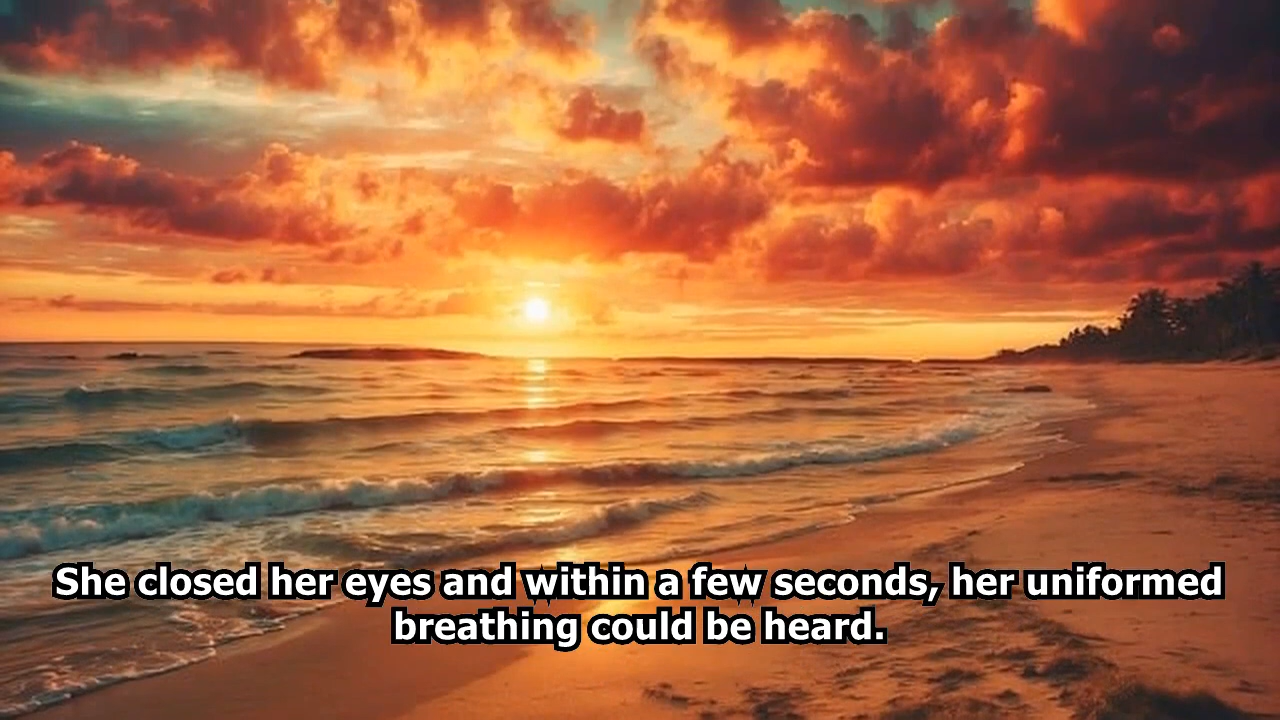 She closed her eyes and within a few seconds, her uniformed
breathing could be heard.